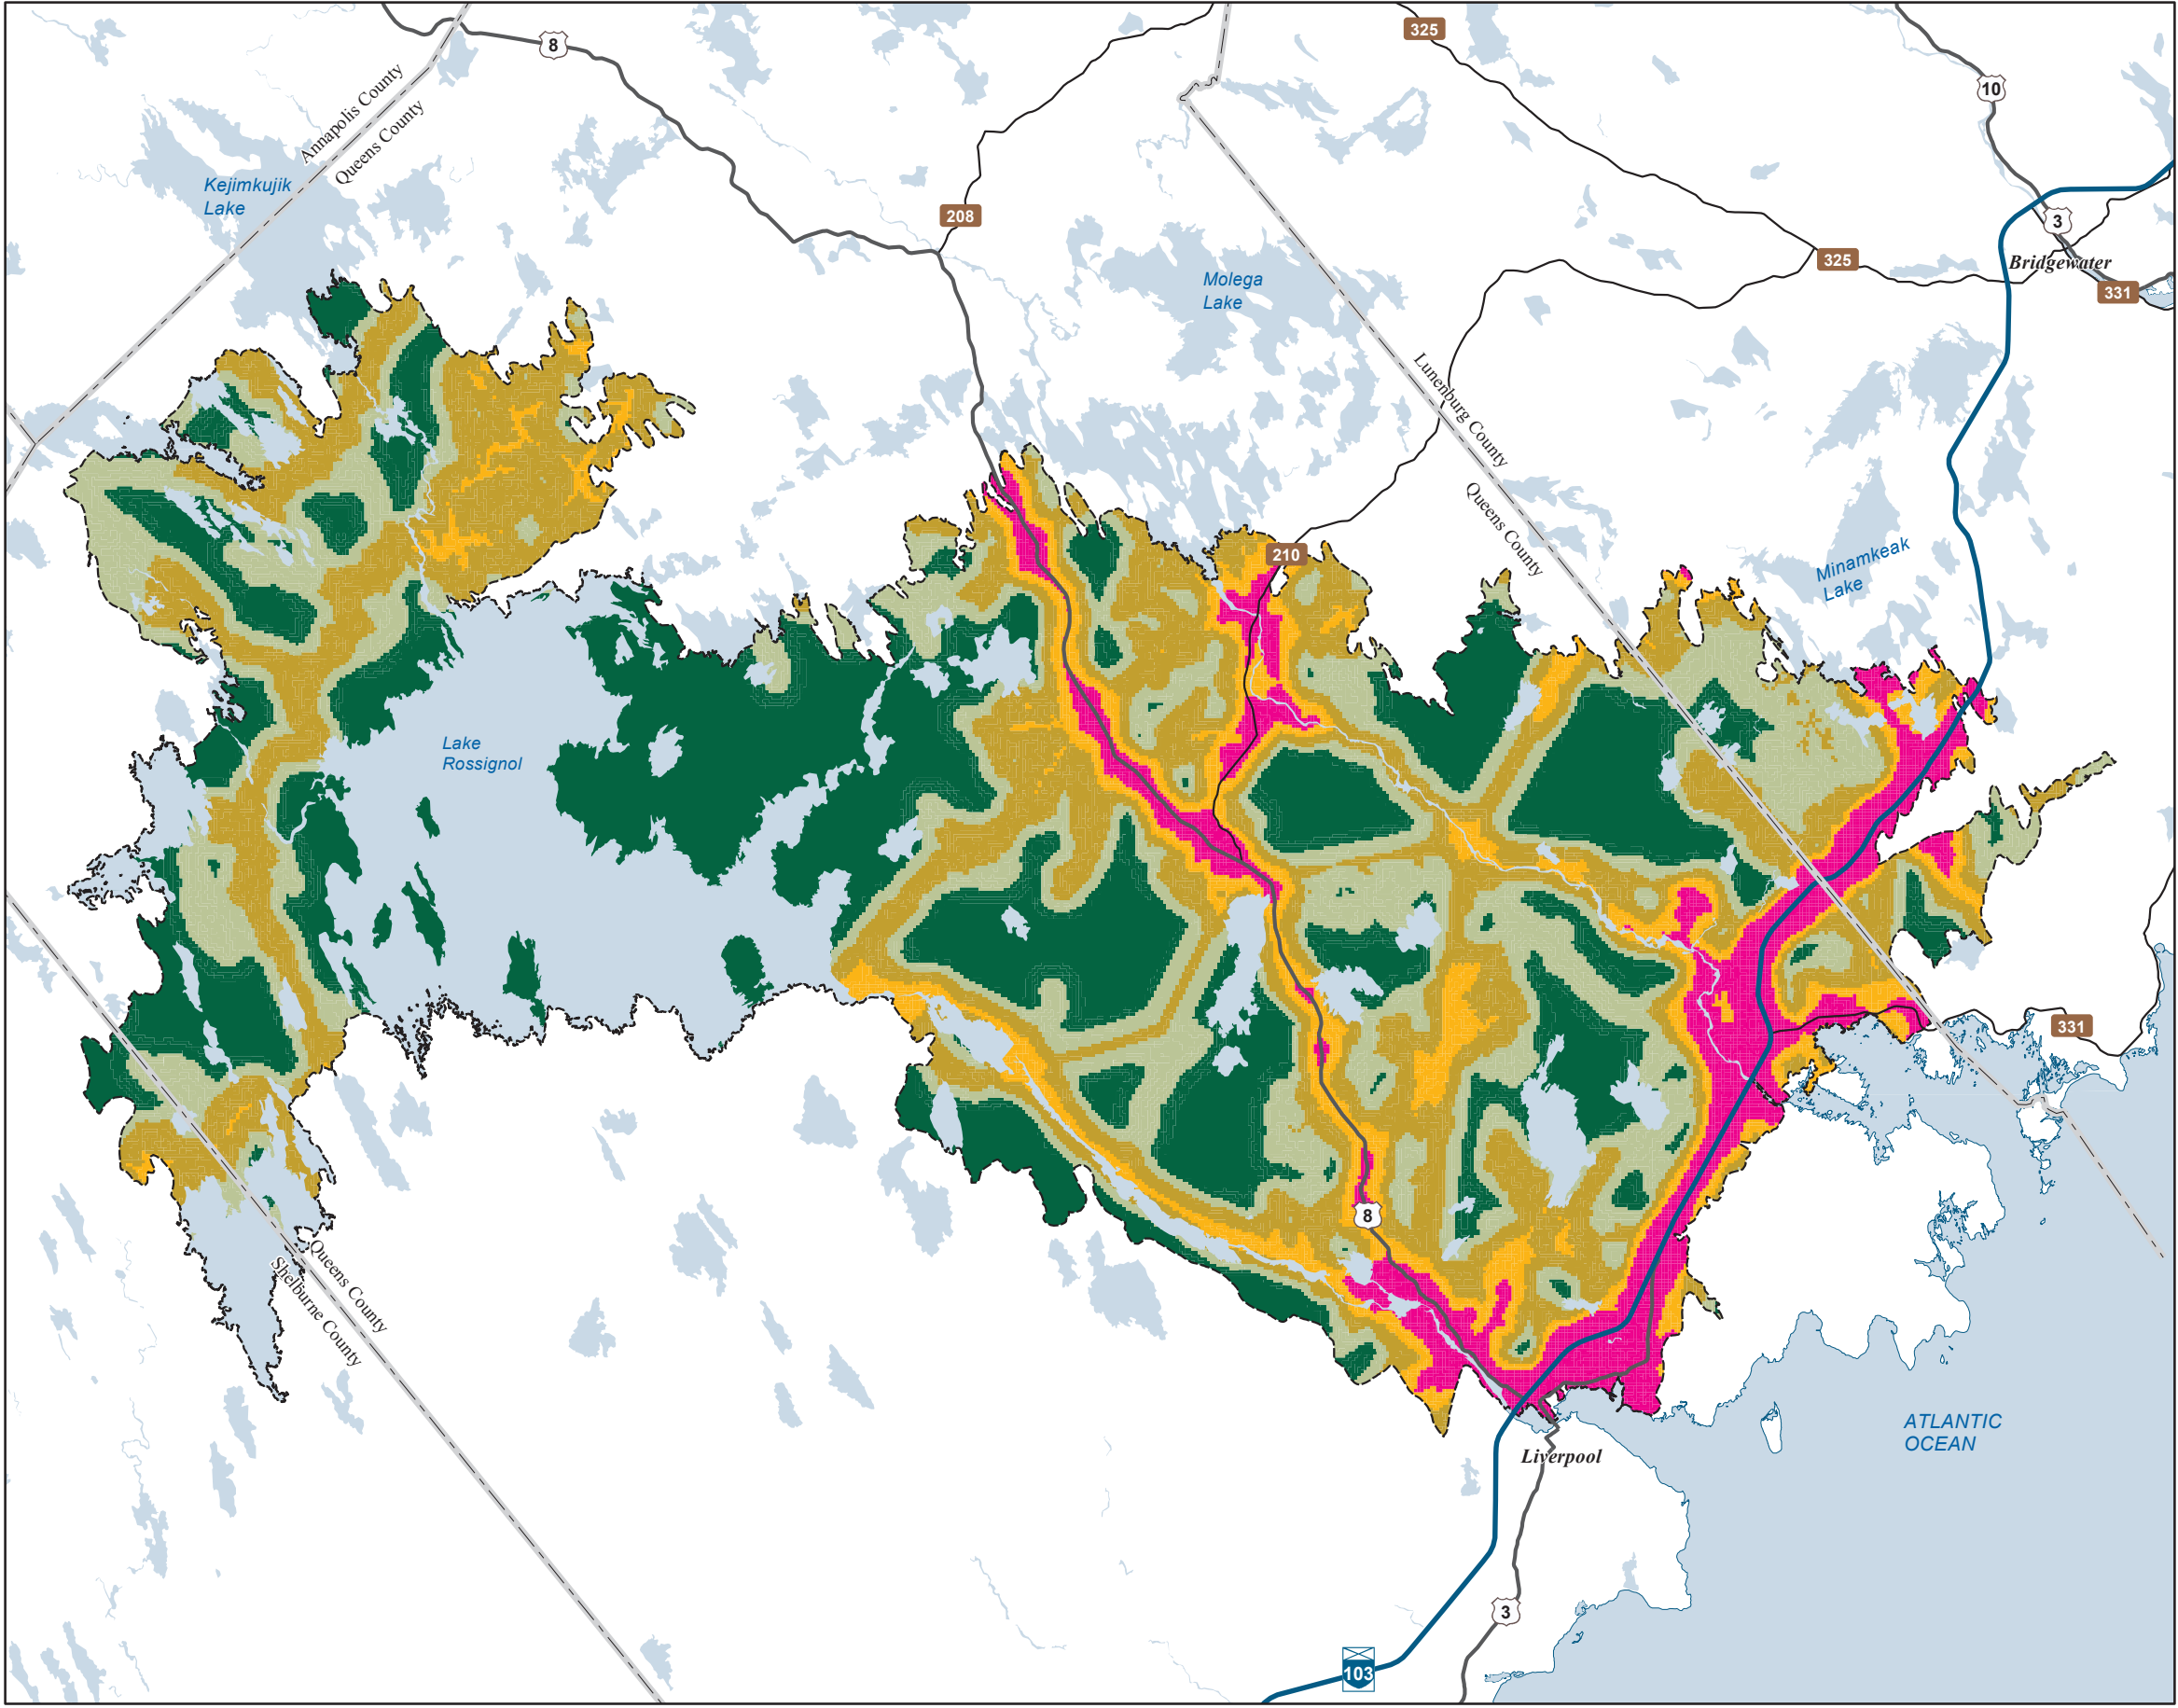 325
8
10
Annapolis County
Queens County
Kejimkujik
Lake
208
3
325
Bridgewater
331
Molega
Lake
Lunenburg County
Queens County
210
Minamkeak
Lake
Lake
Rossignol
331
8
Queens County
Shelburne County
ATLANTIC
OCEAN
Liverpool
3
103